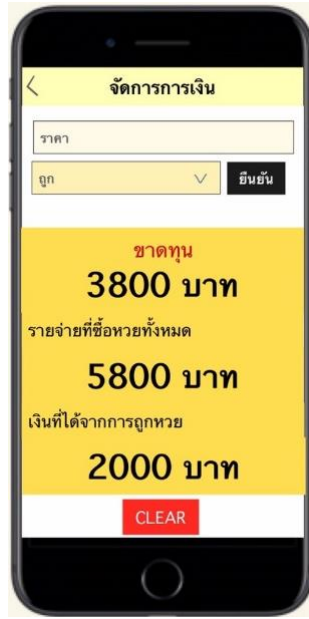 จัดการการเงิน
ราคา
ถูก
ยืนยัน
ขาดทุน
3800 บาท
รายจ่ายที่ซื้อหวยทั้งหมด
5800 บาท
เงินที่ได้จากการถูกหวย
2000 บาท
CLEAR